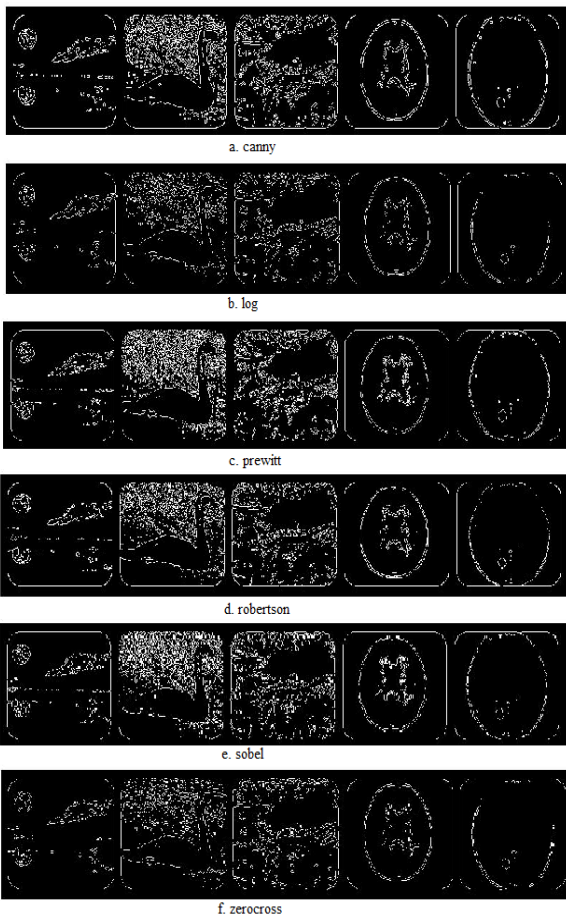 a. canny
b. log
c. prewitt
d. robertson
e. sobel
f. zerocross